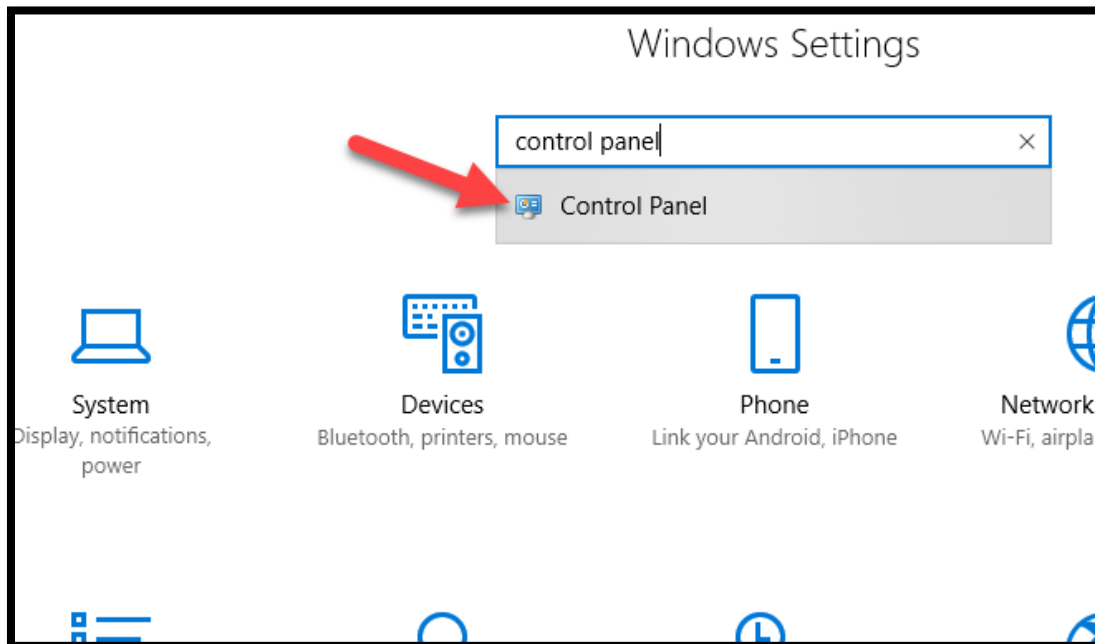 Windows Settings
control panel
Control Panel
System
Display, notifications,
power
Devices
Bluetooth, printers, mouse
Phone
Link your Android, iPhone
Network
Wi-Fi, airpla